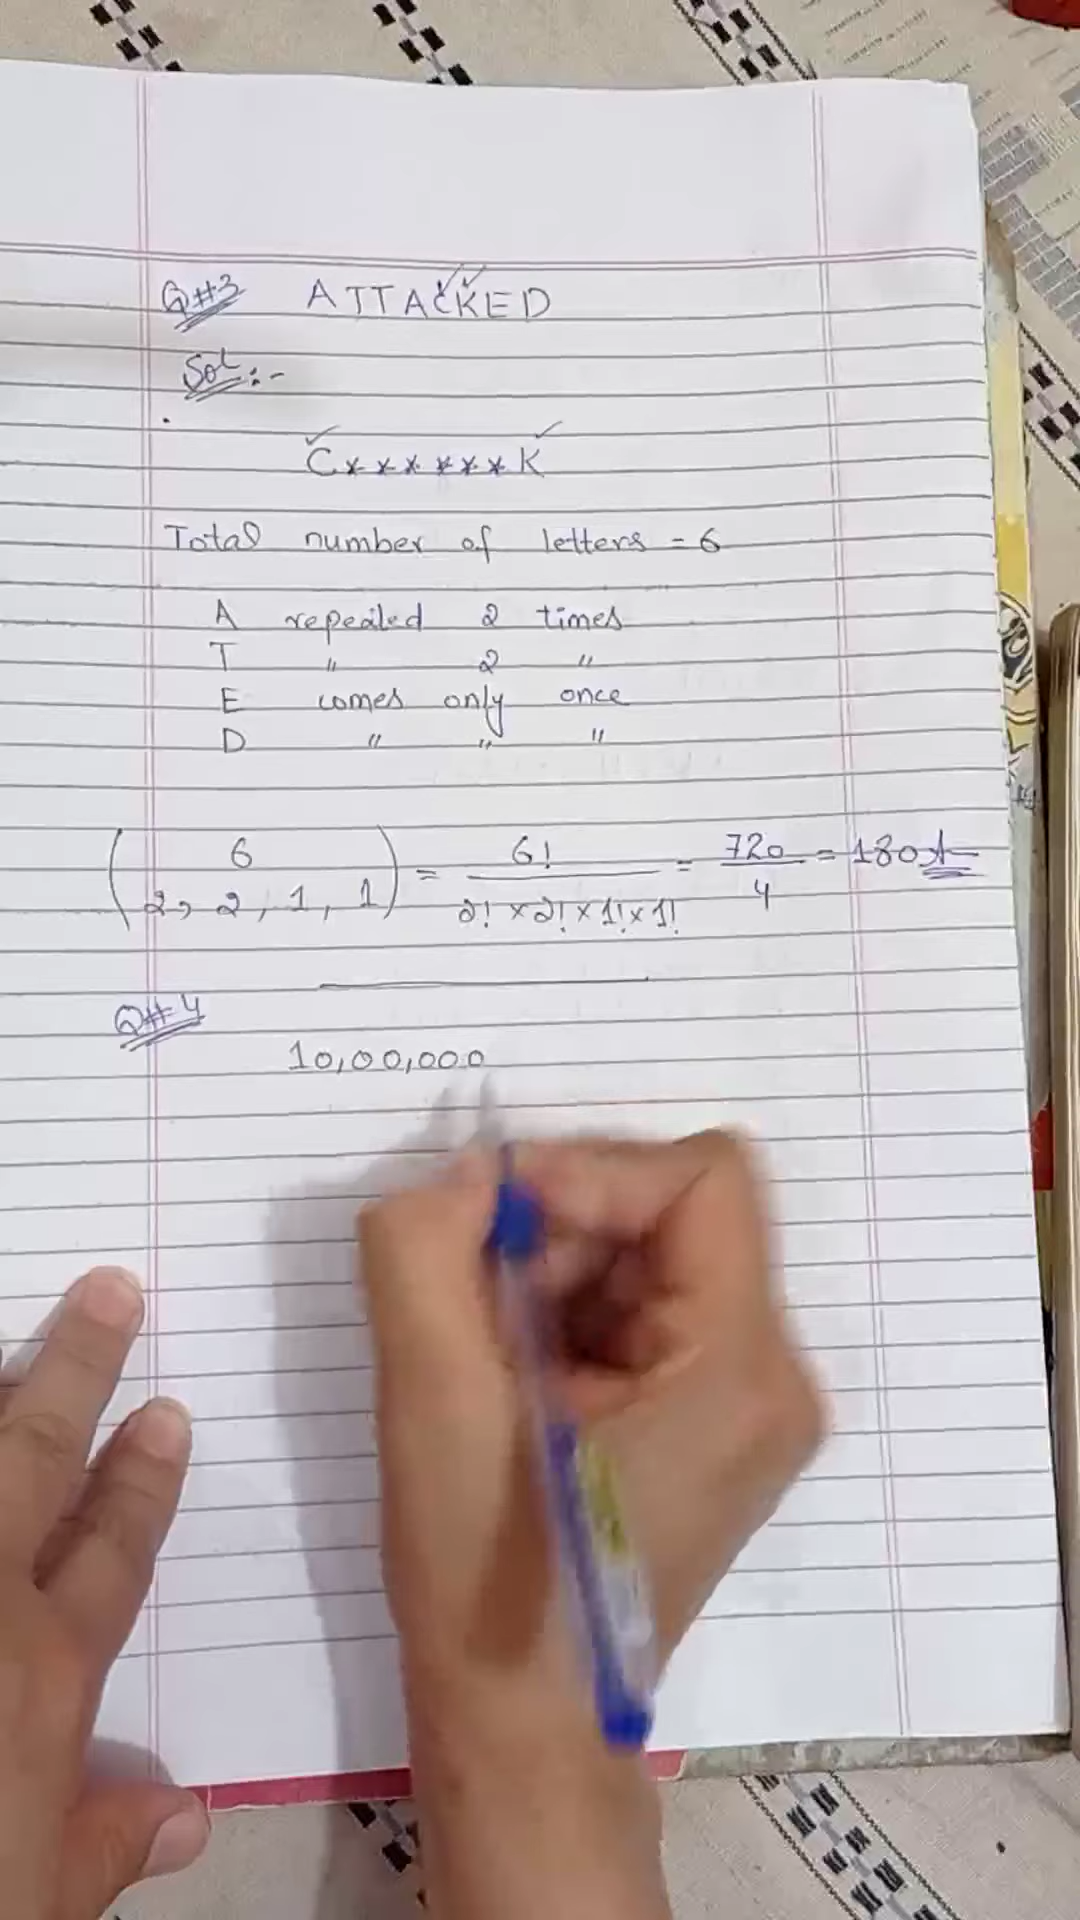 Q#3 ATTACKED
Sol:-
C****** K
Total number of letters = 6
A repeated 2 times
T " 2 "
E comes only once
D " " "
( 6 2, 2, 1, 1 ) = 6! / 2! × 2! × 1! × 1! = 720 / 4 = 180
Q#4
10,00,000